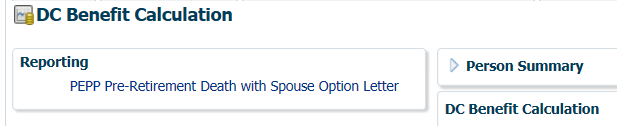 DC Benefit Calculation
Reporting
PEPP Pre-Retirement Death with Spouse Option Letter
Person Summary
DC Benefit Calculation